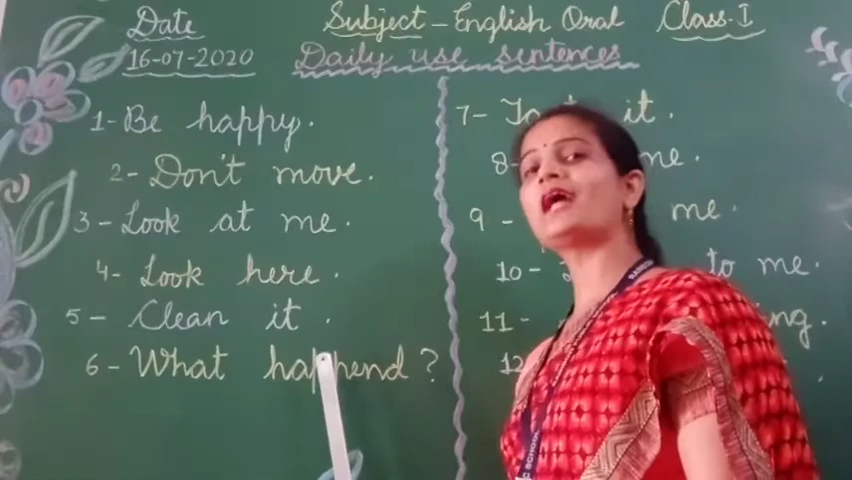 Date Subject - English Oral Class-I
16-07-2020 Daily use sentences
1- Be happy.
2- Don't move.
3- Look at me.
4- Look here.
5- Clean it.
6- What happend ?
7- it.
8- me.
9- me.
10- to me.
11-
12